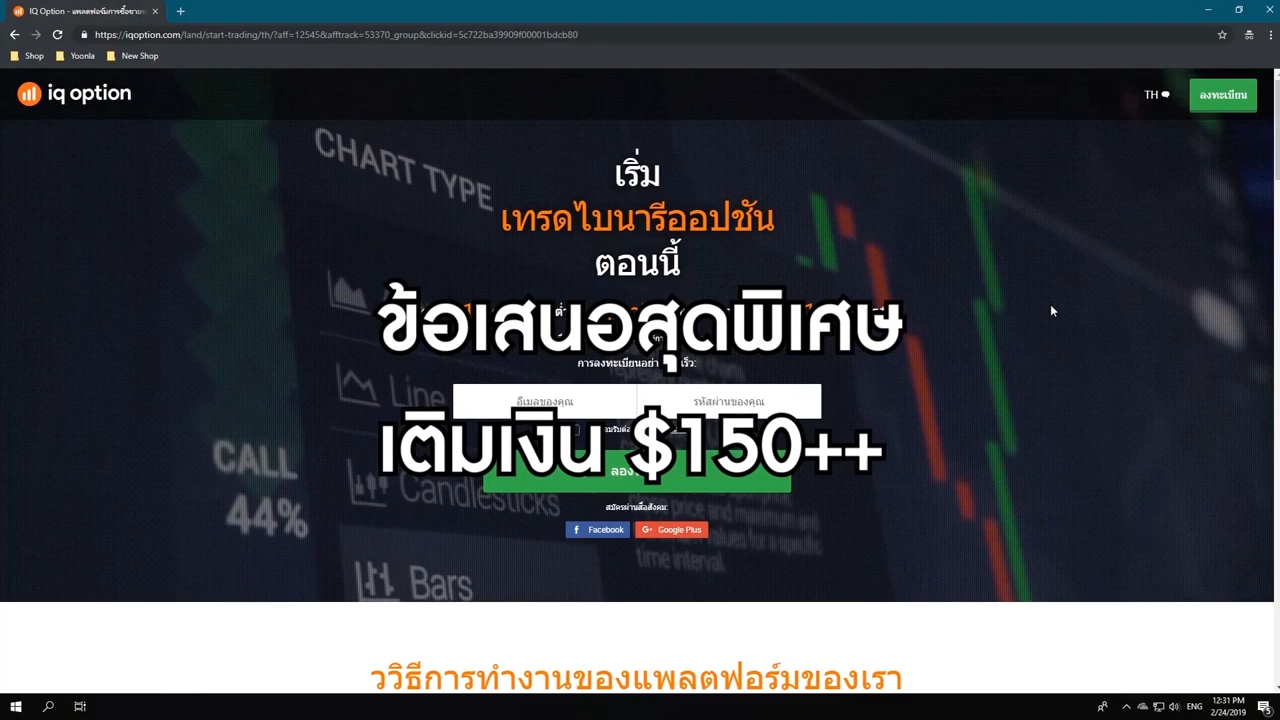 IQ Option - แพลตฟอร์มการซื้อขาย
https://iqoption.com/land/start-trading/th/?aff=12545&afftrack=53370_group&clickid=5c722ba39909f00001bdcb80
Shop Yoonla New Shop
iq option
TH
ลงทะเบียน
CHART TYPE
เริ่ม
เทรดไบนารีออปชัน
ตอนนี้
ข้อเสนอสุดพิเศษ
การลงทะเบียนอย่ เร็ว:
Line
อีเมลของคุณ
รหัสผ่านของคุณ
เติมเงิน $150++
CALL
44%
Candlesticks
สมัครผ่านสื่อสังคม:
Facebook
Google Plus
time interval.
Bars
ววิธีการทำงานของแพลตฟอร์มของเรา
ENG
12:31 PM
2/24/2019